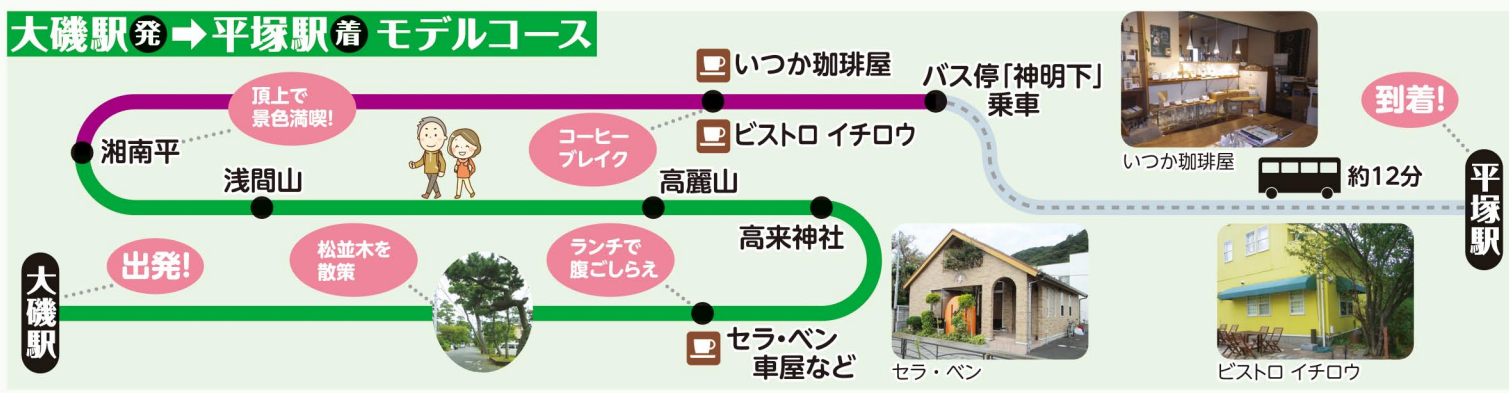 大磯駅発➡平塚駅着 モデルコース
大磯駅
出発!
松並木を
散策
ランチで
腹ごしらえ
セラ・ベン
車屋など
高来神社
高麗山
浅間山
湘南平
頂上で
景色満喫!
コーヒー
ブレイク
いつか珈琲屋
ビストロ イチロウ
バス停「神明下」
乗車
約12分
到着!
平塚駅
いつか珈琲屋
セラ・ベン
ビストロ イチロウ